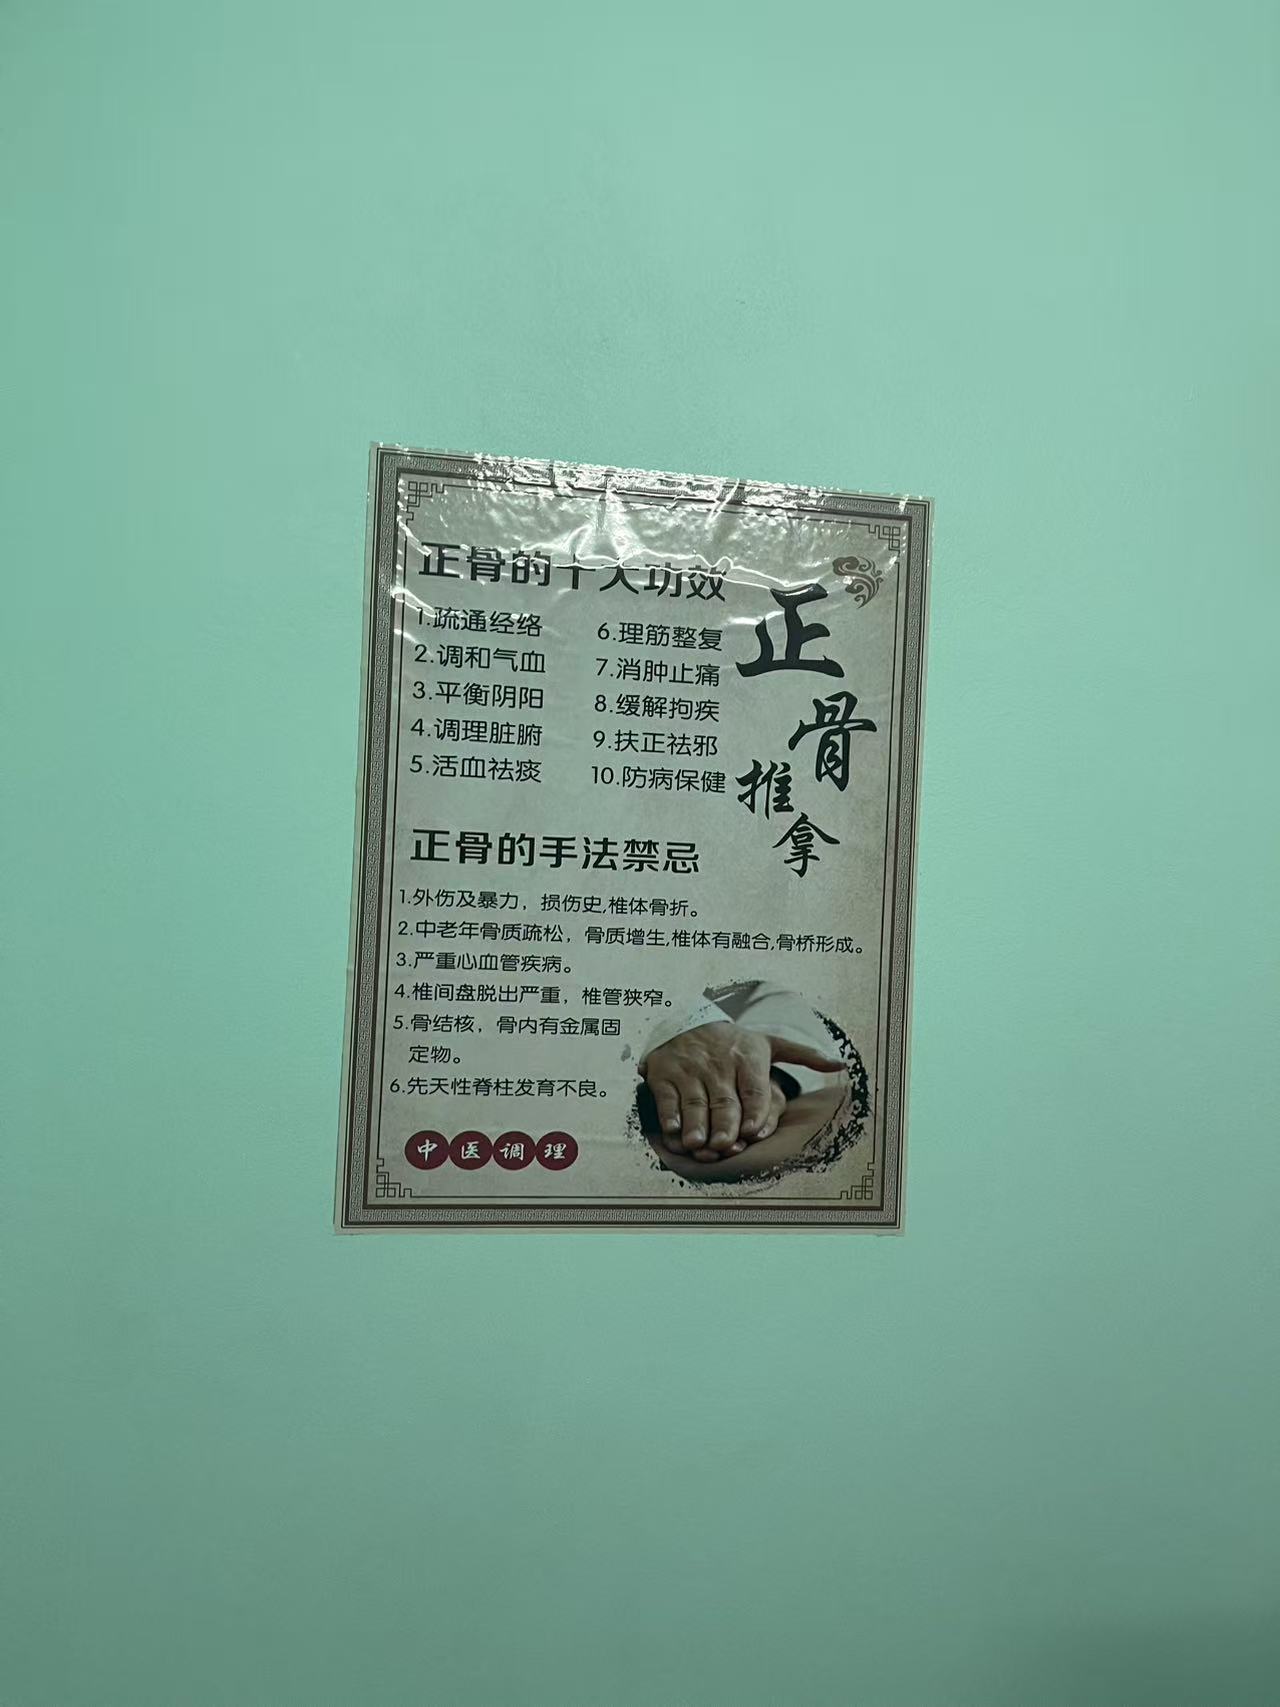 正骨的十大功效
1.疏通经络
2.调和气血
3.平衡阴阳
4.调理脏腑
5.活血祛痰
6.理筋整复
7.消肿止痛
8.缓解拘疾
9.扶正祛邪
10.防病保健
正骨
推拿
正骨的手法禁忌
1.外伤及暴力，损伤史,椎体骨折。
2.中老年骨质疏松，骨质增生,椎体有融合,骨桥形成。
3.严重心血管疾病。
4.椎间盘脱出严重，椎管狭窄。
5.骨结核，骨内有金属固
定物。
6.先天性脊柱发育不良。
中医调理